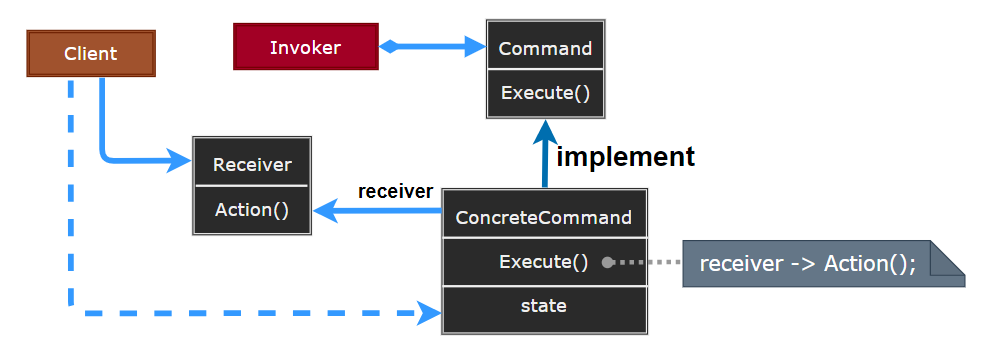 Client
Invoker
Command
Execute()
implement
Receiver
Action()
receiver
ConcreteCommand
Execute()
receiver -> Action();
state